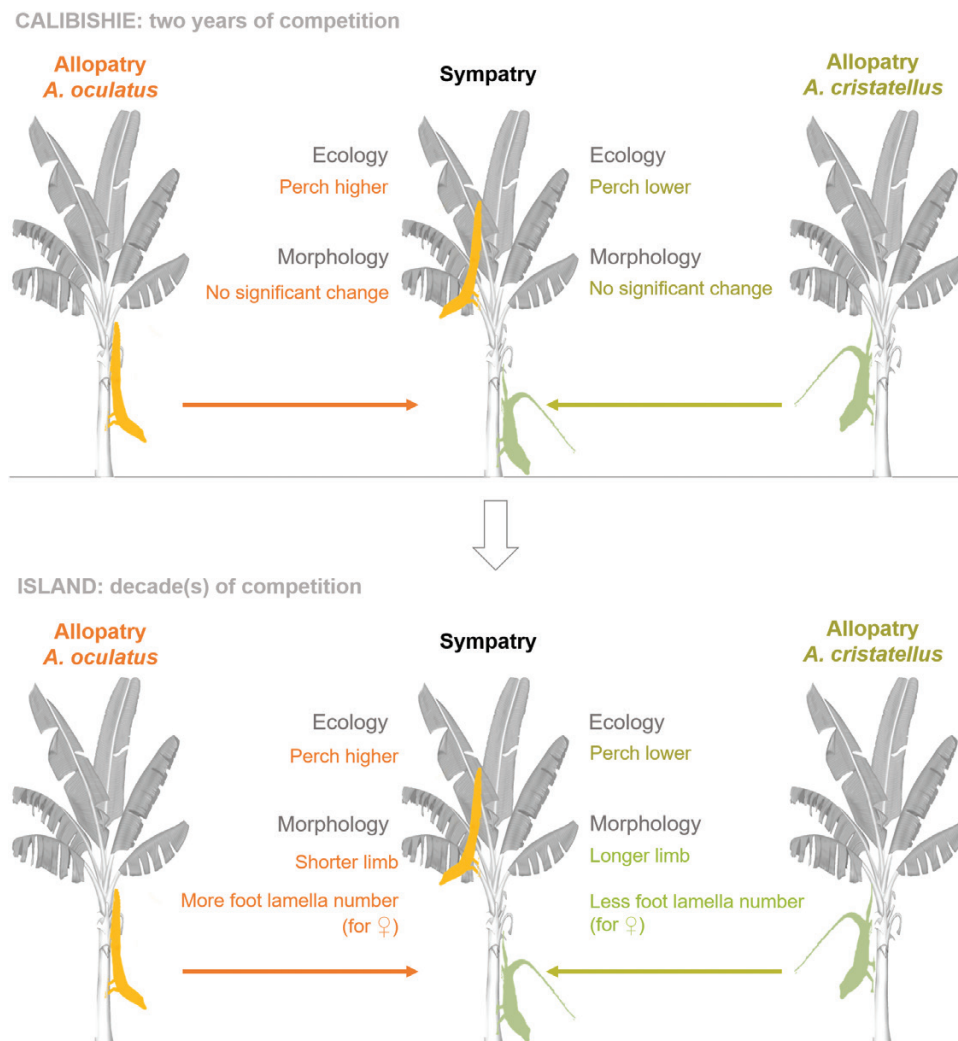 CALIBISHIE: two years of competition
Allopatry
A. oculatus
Sympatry
Allopatry
A. cristatellus
Ecology
Perch higher
Ecology
Perch lower
Morphology
No significant change
Morphology
No significant change
ISLAND: decade(s) of competition
Allopatry
A. oculatus
Sympatry
Allopatry
A. cristatellus
Ecology
Perch higher
Ecology
Perch lower
Morphology
Shorter limb
More foot lamella number
(for ♀)
Morphology
Longer limb
Less foot lamella number
(for ♀)